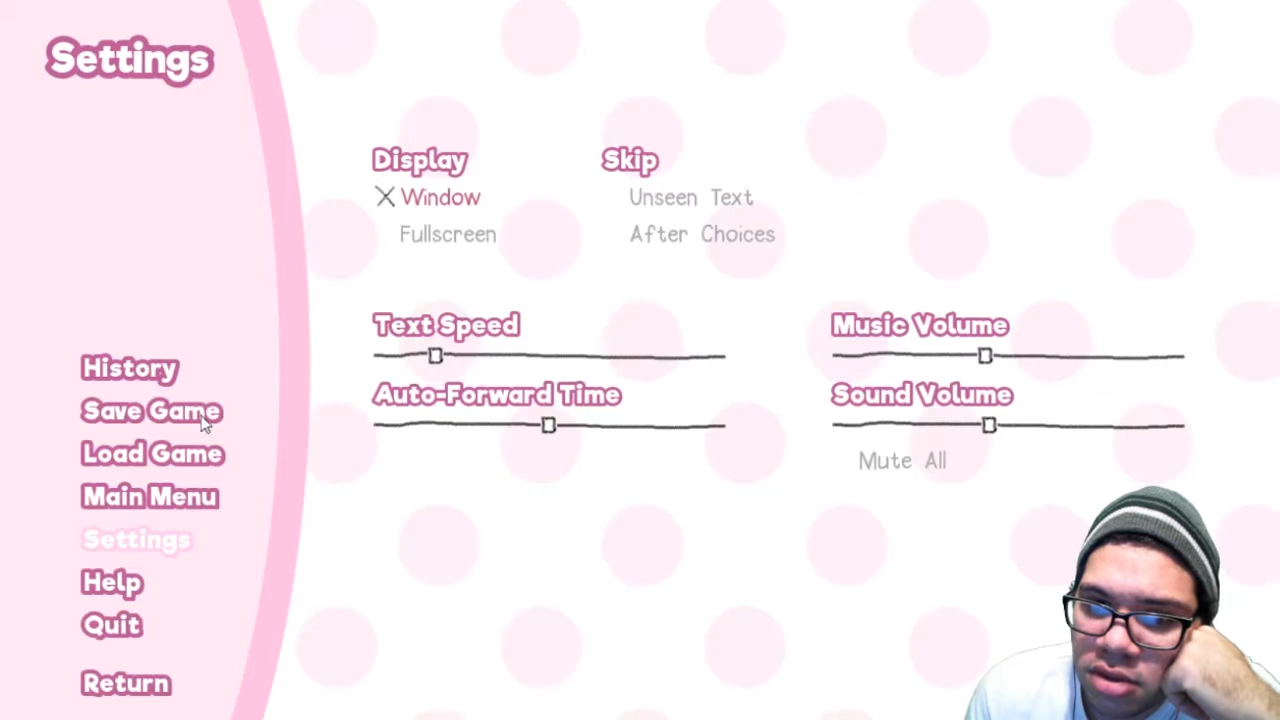 Settings
Display
Window
Fullscreen
Skip
Unseen Text
After Choices
Text Speed
Auto-Forward Time
Music Volume
Sound Volume
Mute All
History
Save Game
Load Game
Main Menu
Settings
Help
Quit
Return